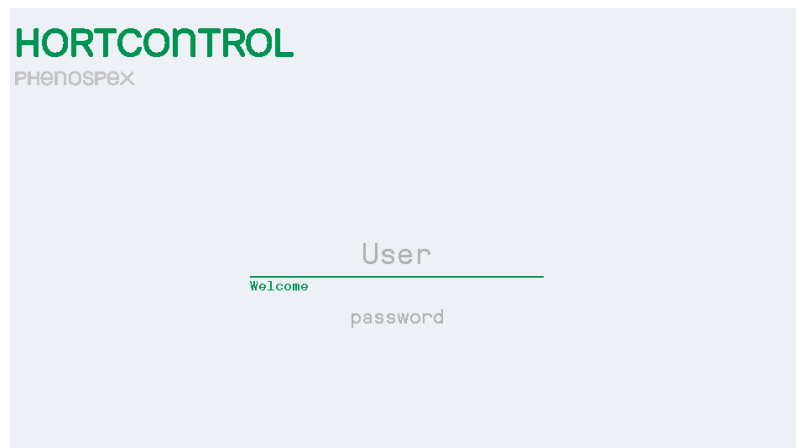 HORTCONTROL
PHENOSPEX
User
Welcome
password